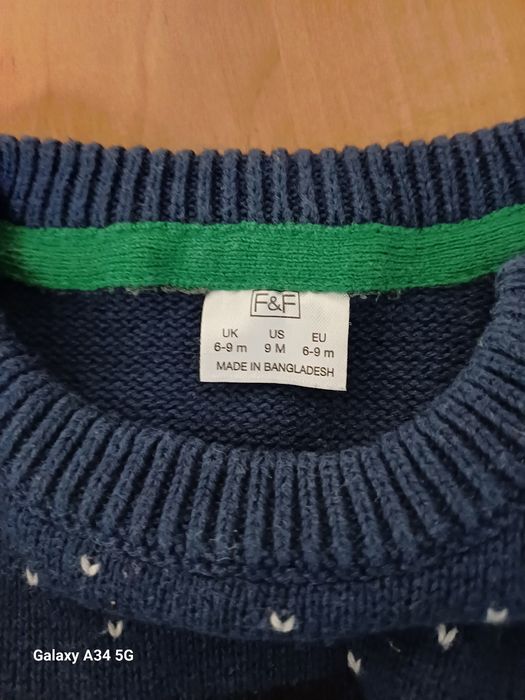 F&F
UK US EU
6-9 m 9 M 6-9 m
MADE IN BANGLADESH
Galaxy A34 5G